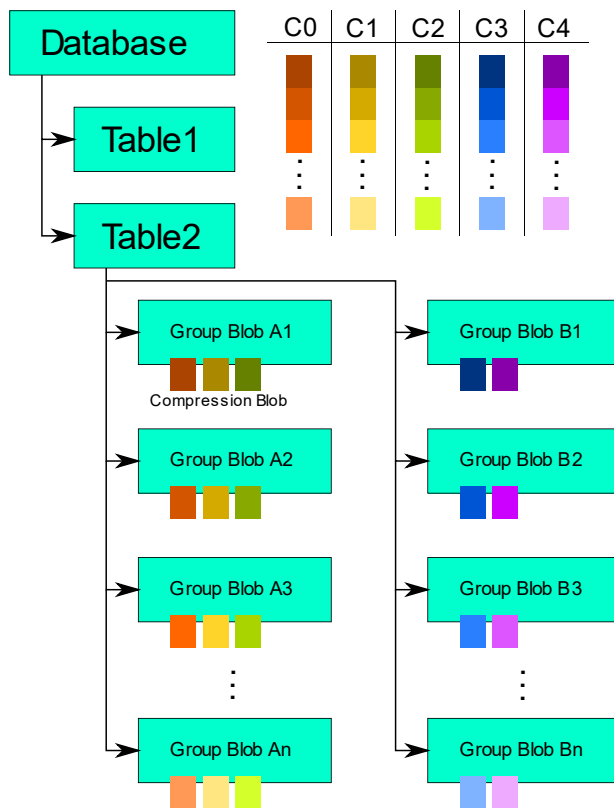 Database
C0 C1 C2 C3 C4
Table1
Table2
Group Blob A1
Compression Blob
Group Blob B1
Group Blob A2
Group Blob B2
Group Blob A3
Group Blob B3
Group Blob An
Group Blob Bn